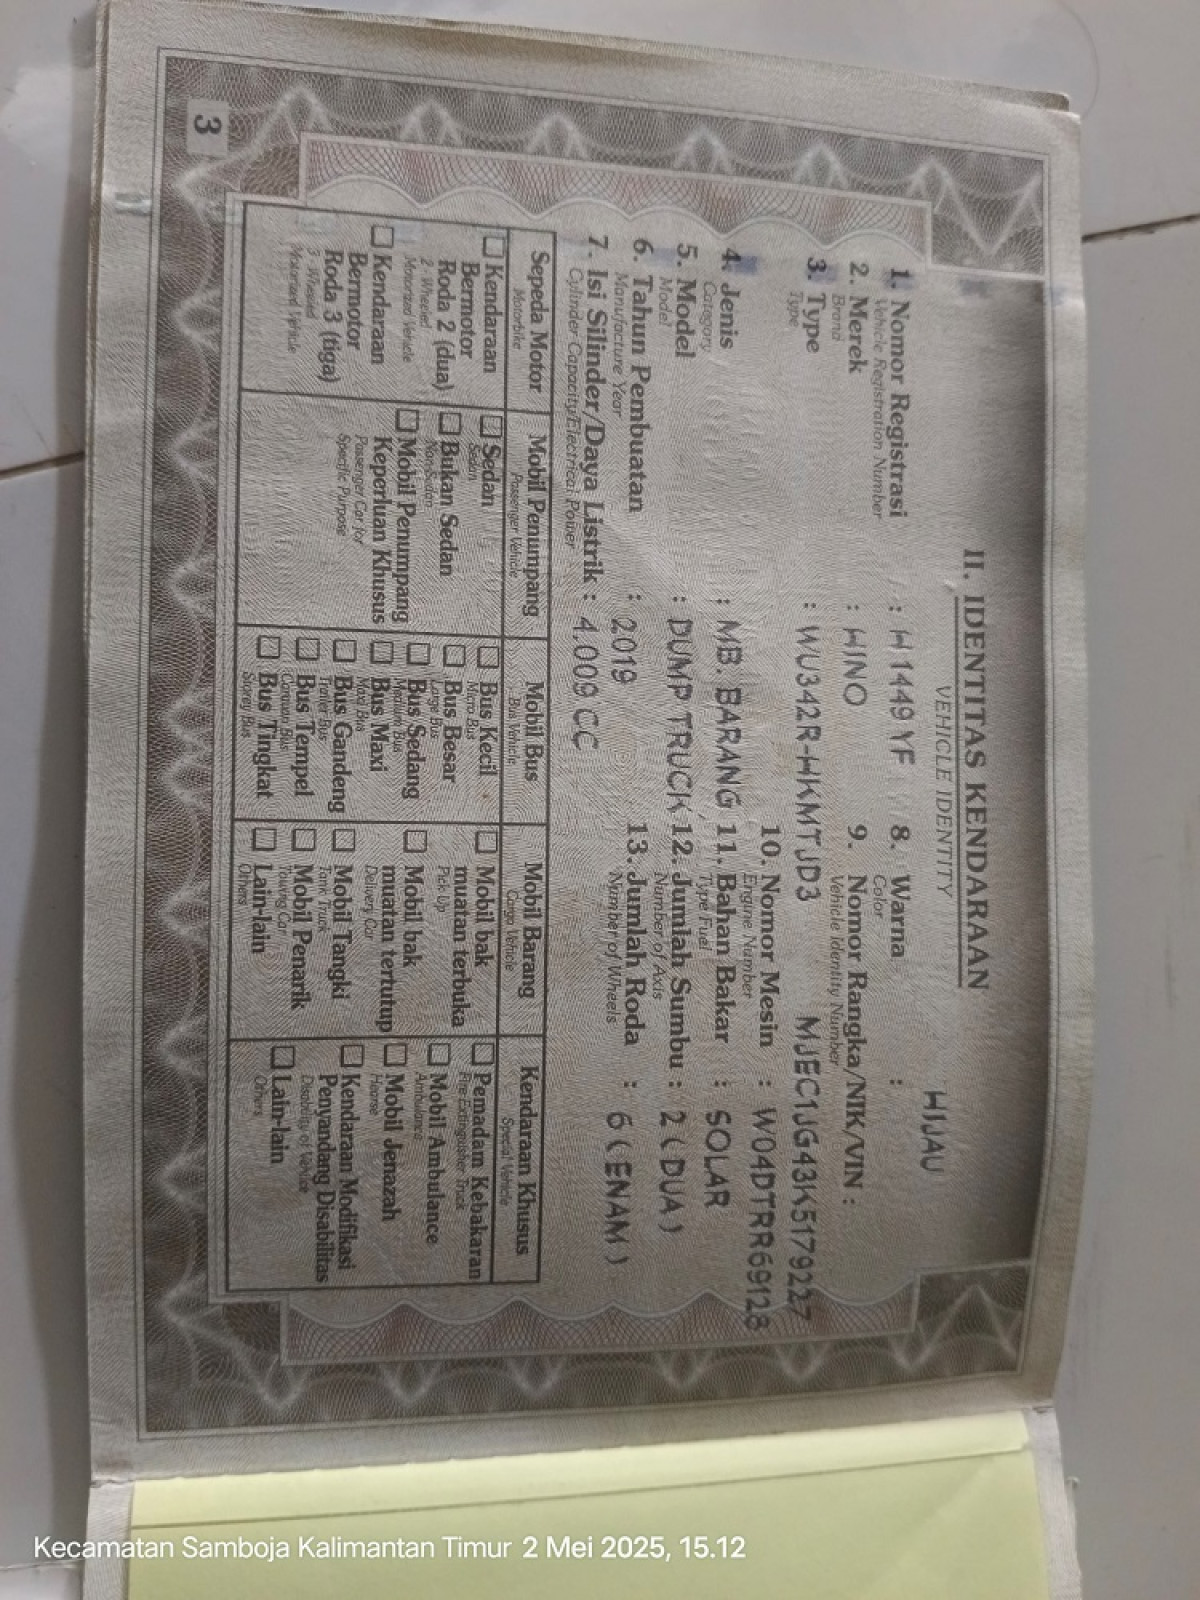 II. IDENTITAS KENDARAAN
VEHICLE IDENTITY
1. Nomor Registrasi : H 1449 YF
Vehicle Registration Number
2. Merek : HINO
Brand
3. Type : WU342R-HKMTJD3
Type
4. Jenis : MB. BARANG
Category
5. Model : DUMP TRUCK
Model
6. Tahun Pembuatan : 2019
Manufacture Year
7. Isi Silinder/Daya Listrik : 4.009 CC
Cylinder Capacity/Electrical Power
8. Warna : HIJAU
Color
9. Nomor Rangka/NIK/VIN :
Vehicle Identity Number
MJEC1JG43K5179227
10. Nomor Mesin : W04DTRR69128
Engine Number
11. Bahan Bakar : SOLAR
Type Fuel
12. Jumlah Sumbu : 2 ( DUA )
Number of Axis
13. Jumlah Roda : 6 ( ENAM )
Number of Wheels
Sepeda Motor
Motorbike
Kendaraan
Bermotor
Roda 2 (dua)
2 Wheeled
Motorized Vehicle
Kendaraan
Bermotor
Roda 3 (tiga)
3 Wheeled
Motorized Vehicle
Mobil Penumpang
Passenger Vehicle
Sedan
Sedan
Bukan Sedan
Non Sedan
Mobil Penumpang
Keperluan Khusus
Passenger Car for
Specific Purpose
Mobil Bus
Bus Vehicle
Bus Kecil
Micro Bus
Bus Besar
Large Bus
Bus Sedang
Medium Bus
Bus Maxi
Maxi Bus
Bus Gandeng
Trailer Bus
Bus Tempel
Bus
Bus Tingkat
Bus
Mobil Barang
Cargo Vehicle
Mobil bak
muatan terbuka
Pick Up
Mobil bak
muatan tertutup
Delivery Car
Mobil Tangki
Tank Truck
Mobil Penarik
Towing Car
Lain-lain
Others
Kendaraan Khusus
Special Vehicle
Pemadam Kebakaran
Fire Extinguisher Truck
Mobil Ambulance
Ambulance
Mobil Jenazah
Hearse
Kendaraan Modifikasi
Penyandang Disabilitas
Disability of Vehicle
Lain-lain
Others
3
Kecamatan Samboja Kalimantan Timur 2 Mei 2025, 15.12